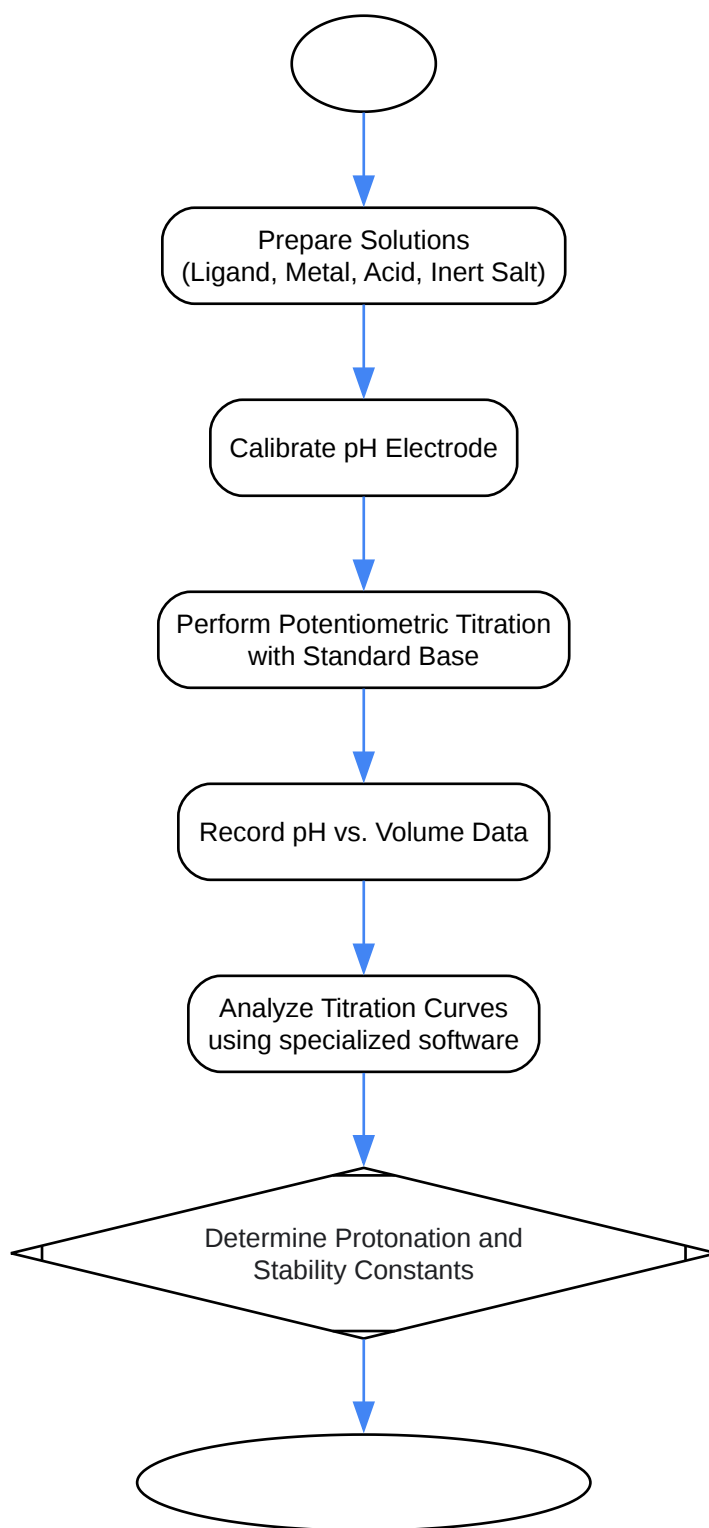 Prepare Solutions
(Ligand, Metal, Acid, Inert Salt)
Calibrate pH Electrode
Perform Potentiometric Titration
with Standard Base
Record pH vs. Volume Data
Analyze Titration Curves
using specialized software
Determine Protonation and
Stability Constants